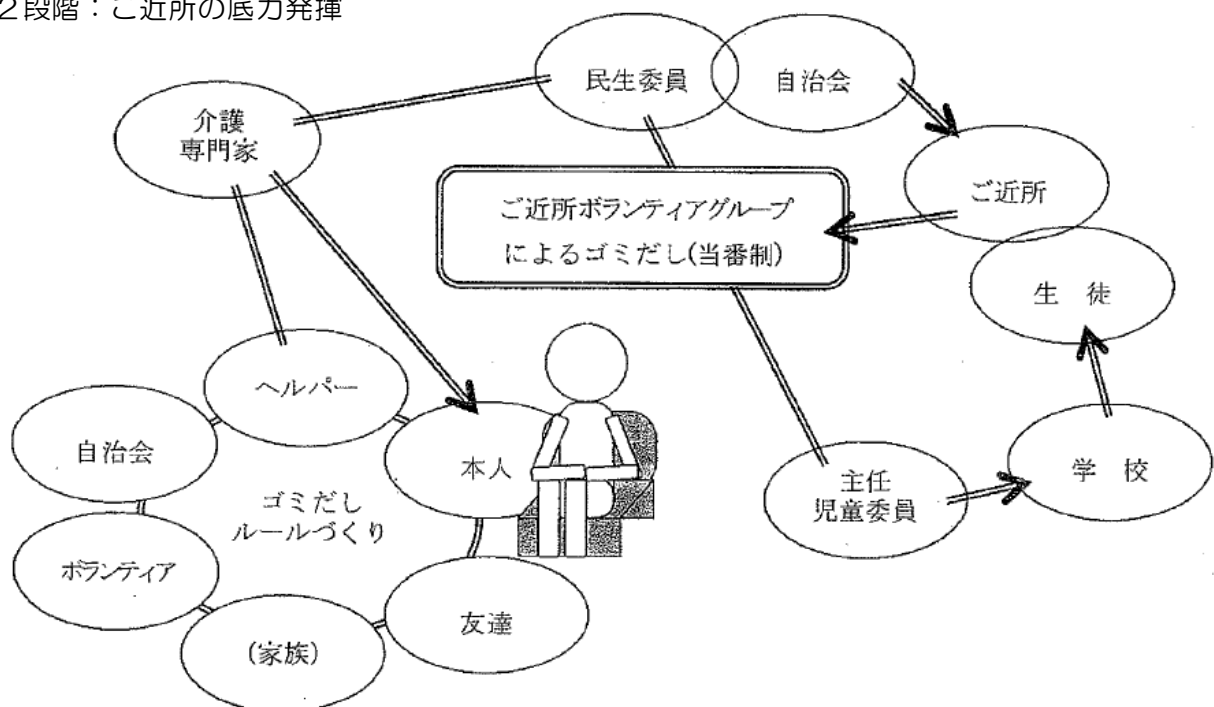 ２段階：ご近所の底力発揮
民生委員
自治会
介護
専門家
ご近所
ご近所ボランティアグループ
によるゴミだし(当番制)
生　徒
ヘルパー
自治会
本人
主任
児童委員
学　校
ゴミだし
ルールづくり
ボランティア
友達
(家族)